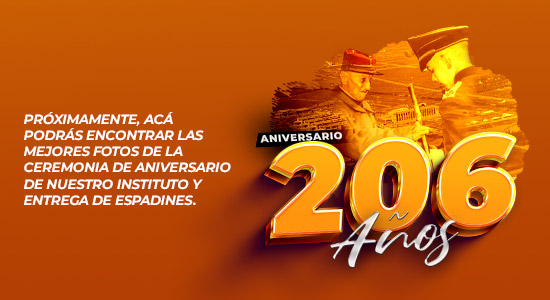 PRÓXIMAMENTE, ACÁ
PODRÁS ENCONTRAR LAS
MEJORES FOTOS DE LA
CEREMONIA DE ANIVERSARIO
DE NUESTRO INSTITUTO Y
ENTREGA DE ESPADINES.
ANIVERSARIO
206
Años